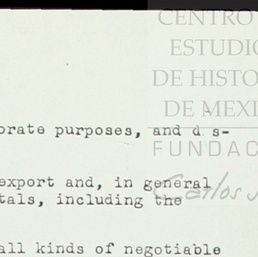 CENTRO
ESTUDIO
DE HISTO
DE MEXI
FUNDAC
Carlos
orate purposes, and d s-
export and, in general
tals, including the
all kinds of negotiable